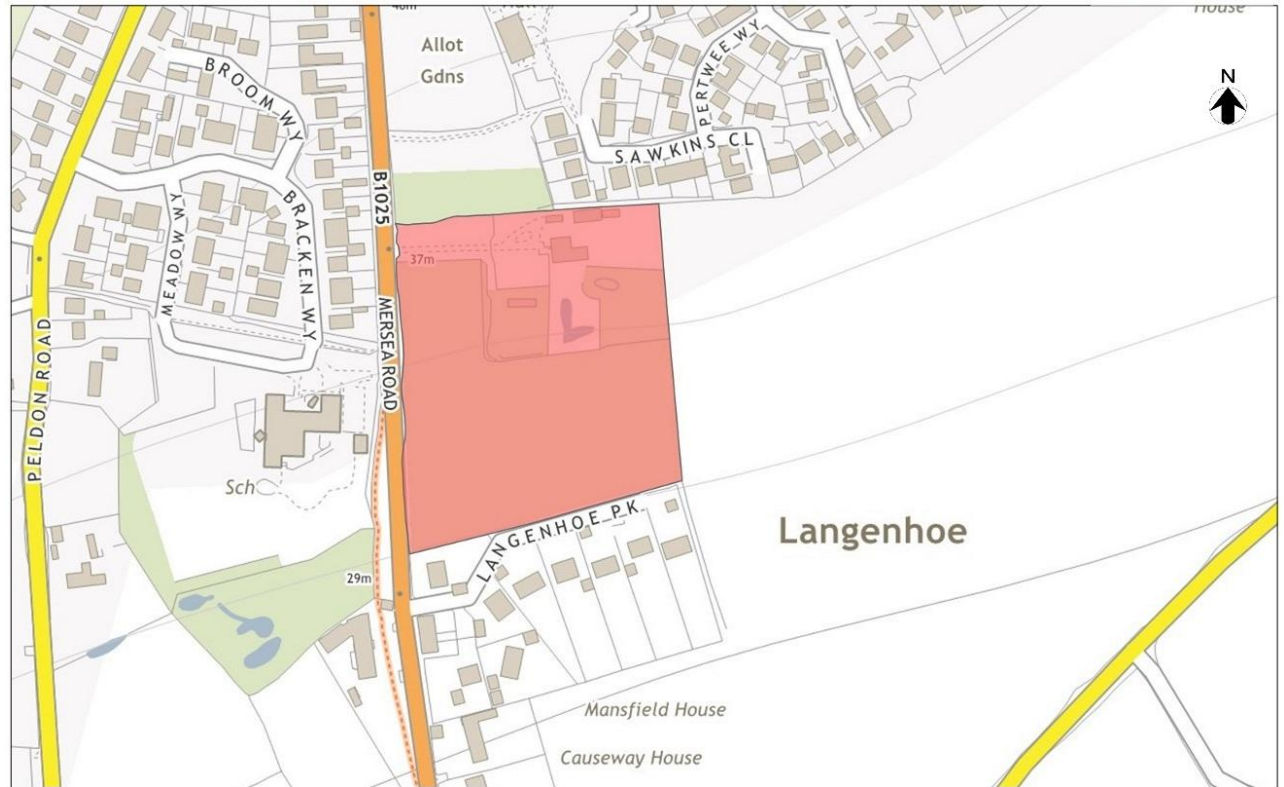 House
N
Allot
Gdns
BROOM WY
PERTWEE WY
SAWKINS CL
B1025
MEADOW WY
BRACKEN WY
37m
MERSEA ROAD
PELDON ROAD
Sch
LANGENHOE PK
Langenhoe
29m
Mansfield House
Causeway House